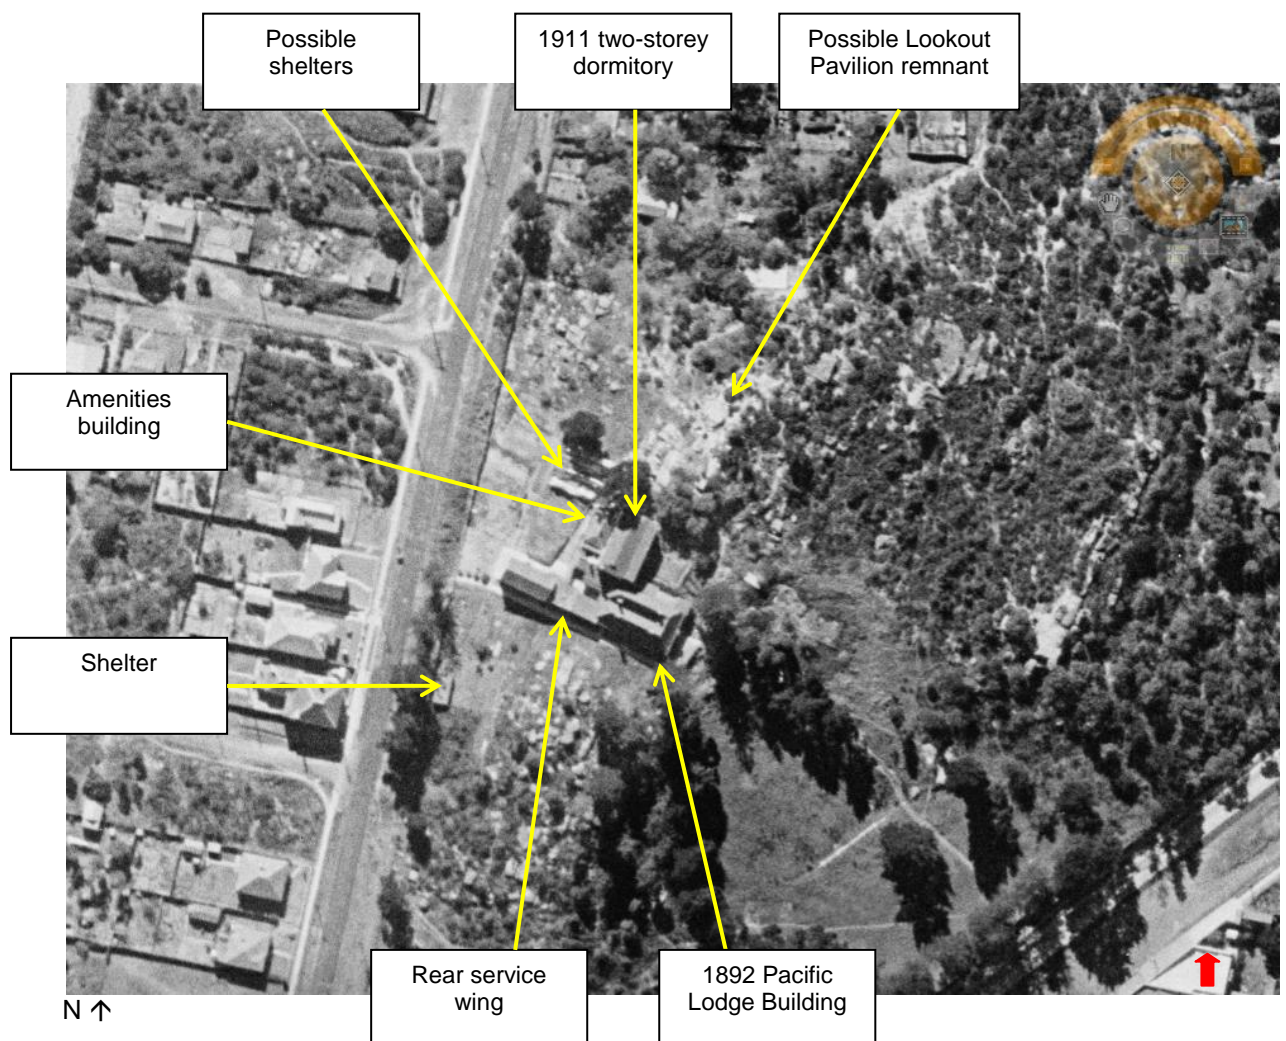 Possible
shelters
1911 two-storey
dormitory
Possible Lookout
Pavilion remnant
Amenities
building
Shelter
Rear service
wing
1892 Pacific
Lodge Building
N ↑
N